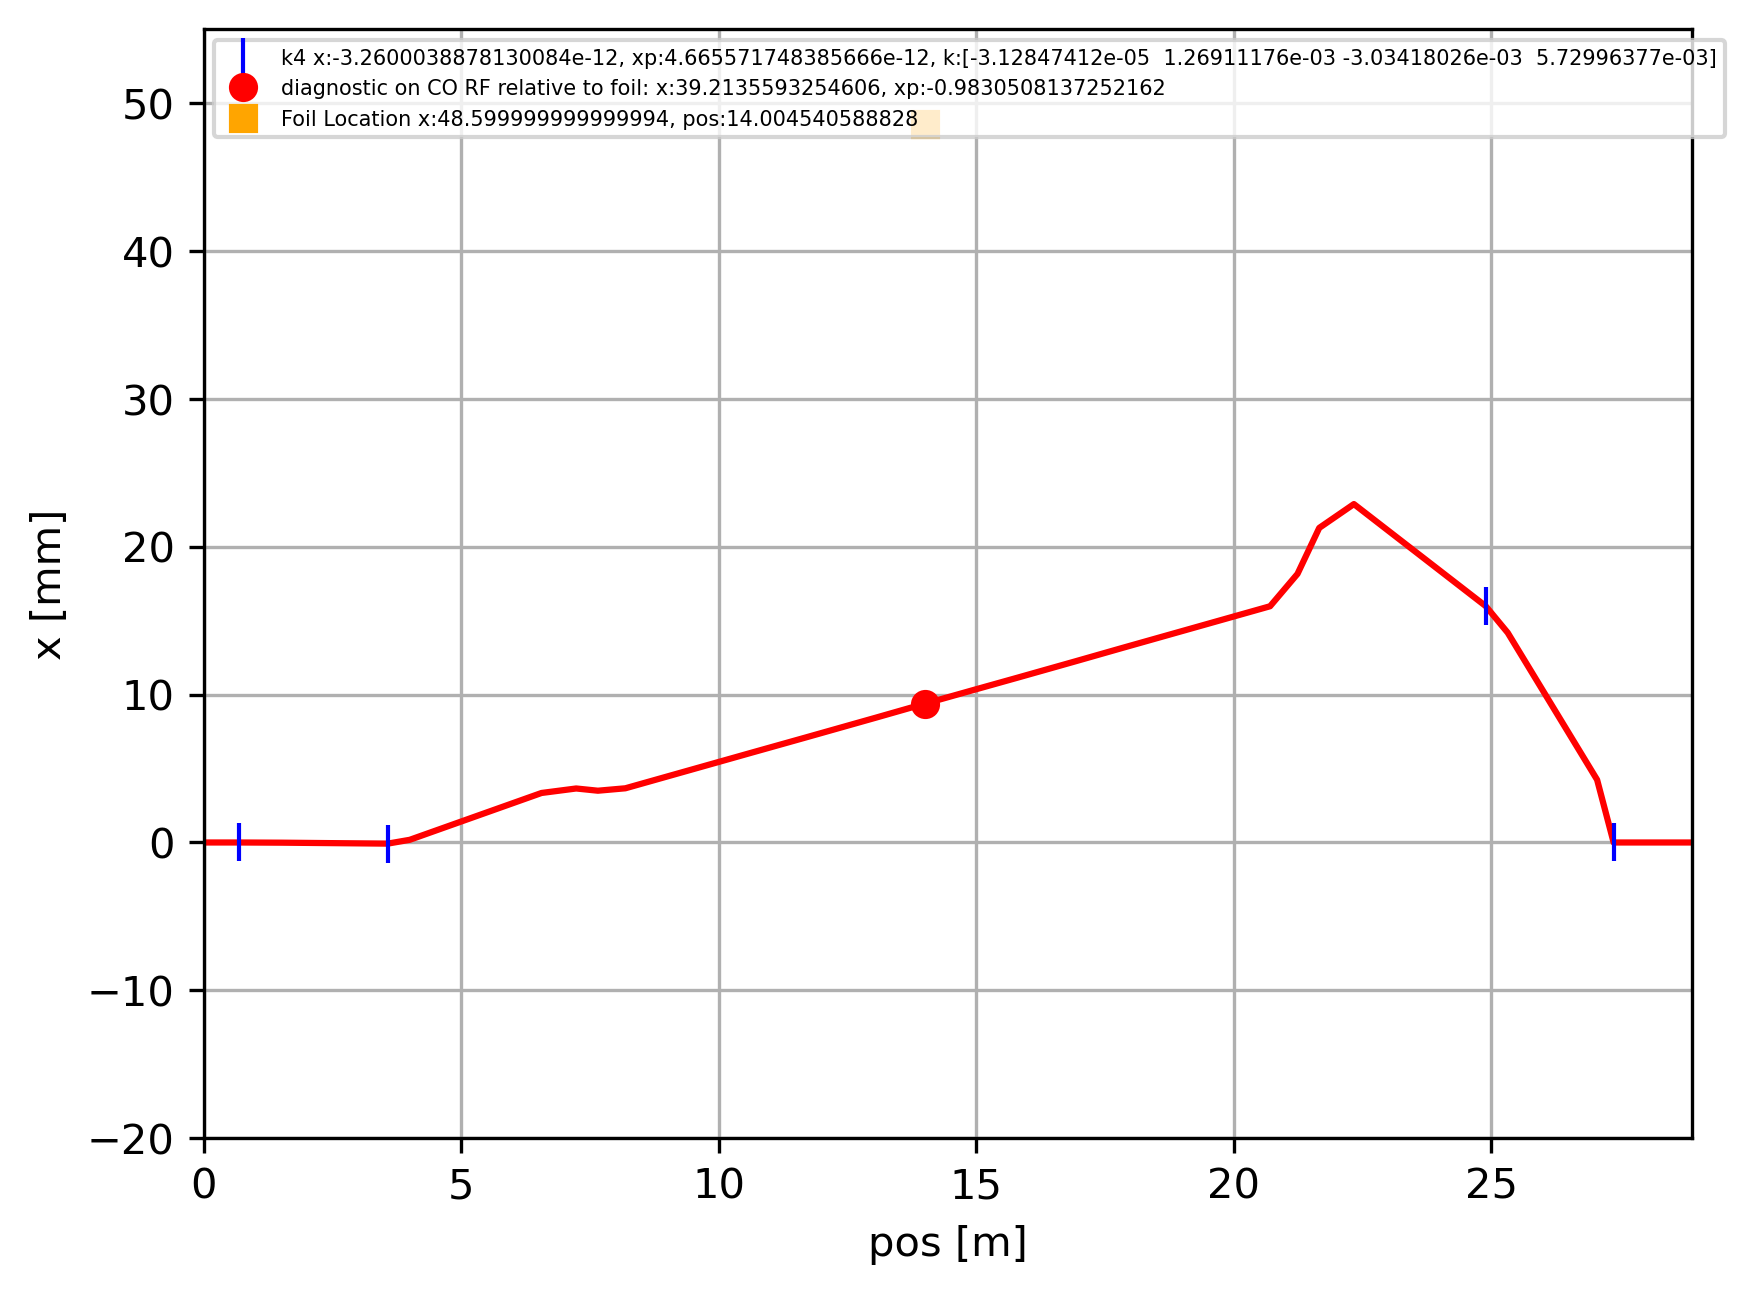 k4 x:-3.2600038878130084e-12, xp:4.665571748385666e-12, k:[-3.12847412e-05  1.26911176e-03 -3.03418026e-03  5.72996377e-03]
diagnostic on CO RF relative to foil: x:39.2135593254606, xp:-0.9830508137252162
Foil Location x:48.599999999999994, pos:14.004540588828
50
40
30
20
10
0
−10
−20
x [mm]
0 5 10 15 20 25
pos [m]